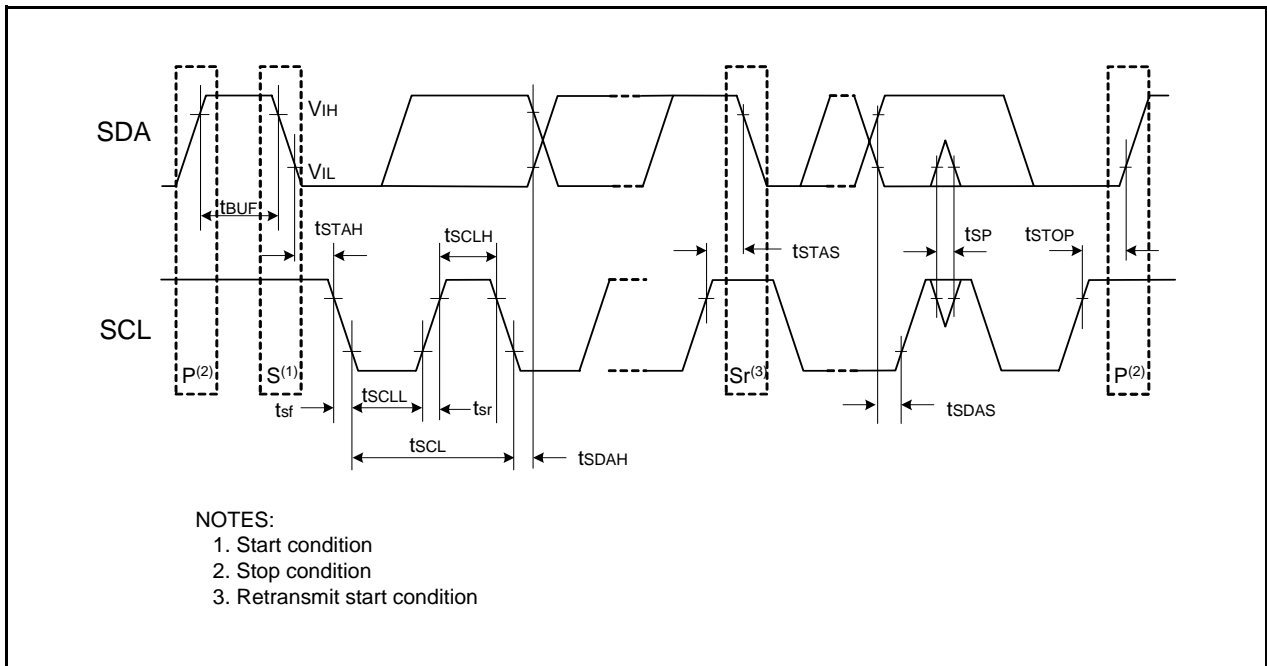 SDA
VIH
VIL
tBUF
tSTAH
tSCLH
tSTAS
tSP
tSTOP
SCL
P(2)
S(1)
Sr(3)
P(2)
tsf
tSCLL
tsr
tSDAS
tSCL
tSDAH
NOTES:
1. Start condition
2. Stop condition
3. Retransmit start condition